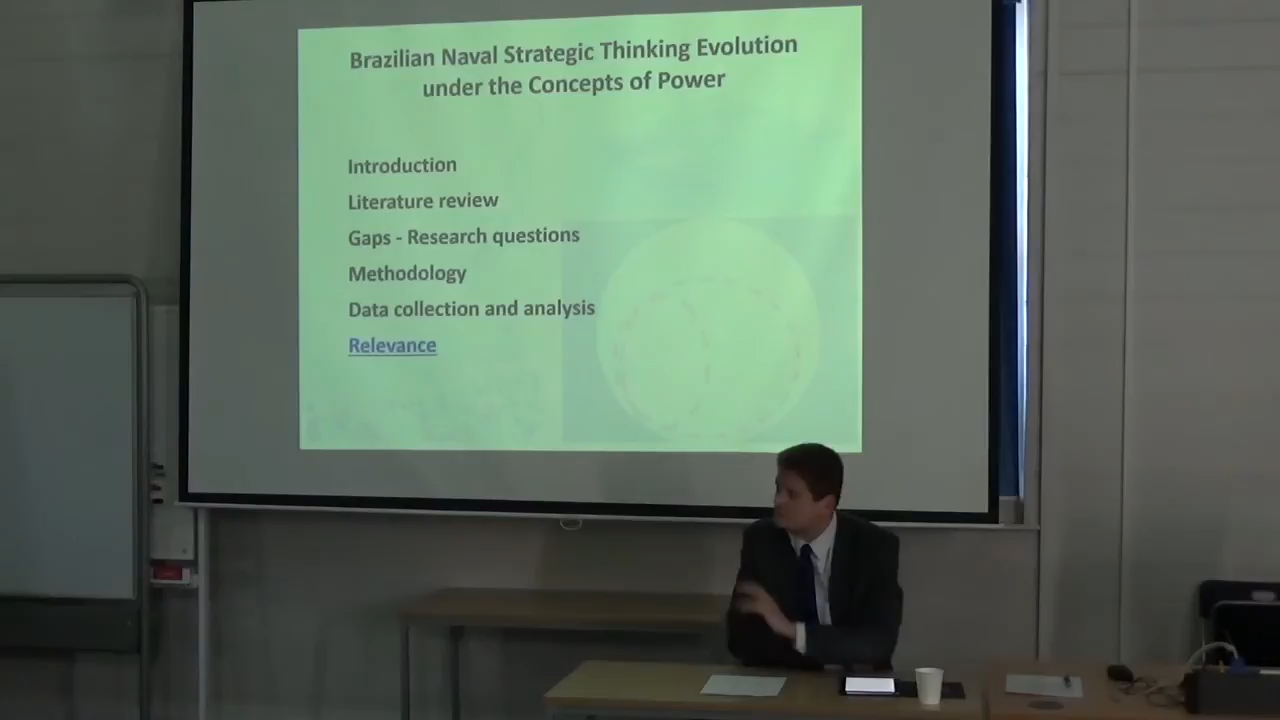 Brazilian Naval Strategic Thinking Evolution
under the Concepts of Power
Introduction
Literature review
Gaps - Research questions
Methodology
Data collection and analysis
Relevance